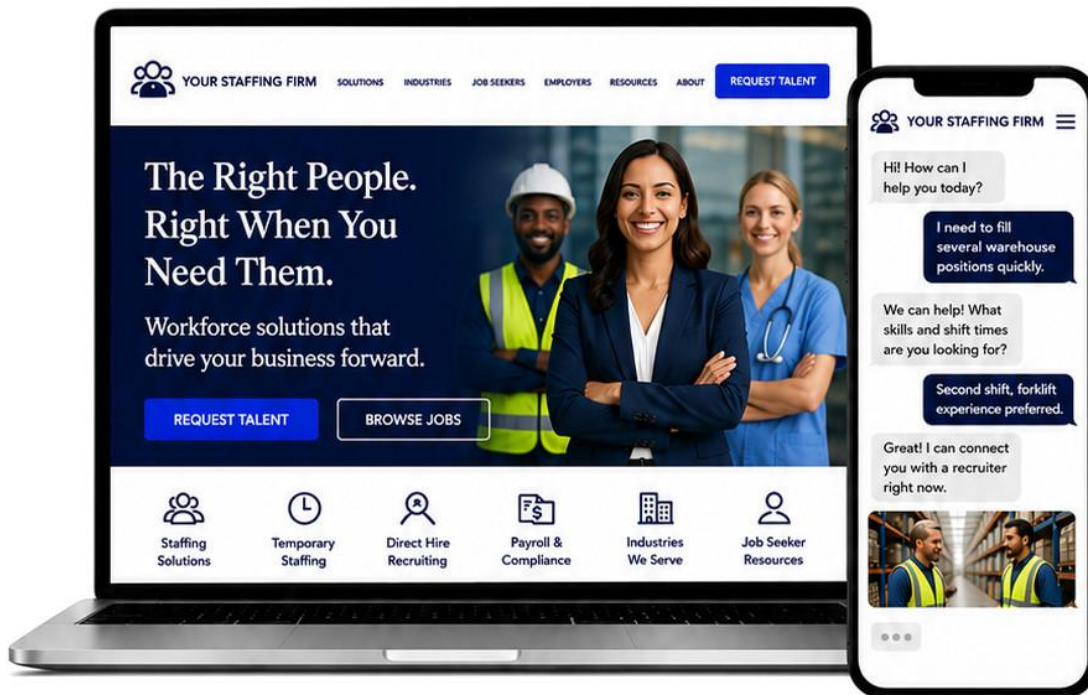 YOUR STAFFING FIRM
SOLUTIONS
INDUSTRIES
JOB SEEKERS
EMPLOYERS
RESOURCES
ABOUT
REQUEST TALENT
The Right People.
Right When You
Need Them.
Workforce solutions that
drive your business forward.
REQUEST TALENT
BROWSE JOBS
Staffing
Solutions
Temporary
Staffing
Direct Hire
Recruiting
$
Payroll &
Compliance
Industries
We Serve
Job Seeker
Resources
YOUR STAFFING FIRM
Hi! How can I
help you today?
I need to fill
several warehouse
positions quickly.
We can help! What
skills and shift times
are you looking for?
Second shift, forklift
experience preferred.
Great! I can connect
you with a recruiter
right now.